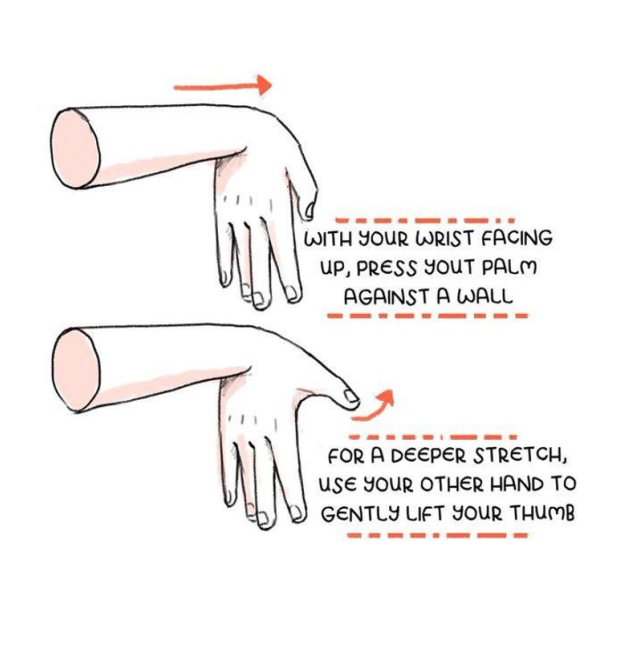 WITH YOUR WRIST FACING
UP, PRESS YOUT PALM
AGAINST A WALL
FOR A DEEPER STRETCH,
USE YOUR OTHER HAND TO
GENTLY LIFT YOUR THUMB